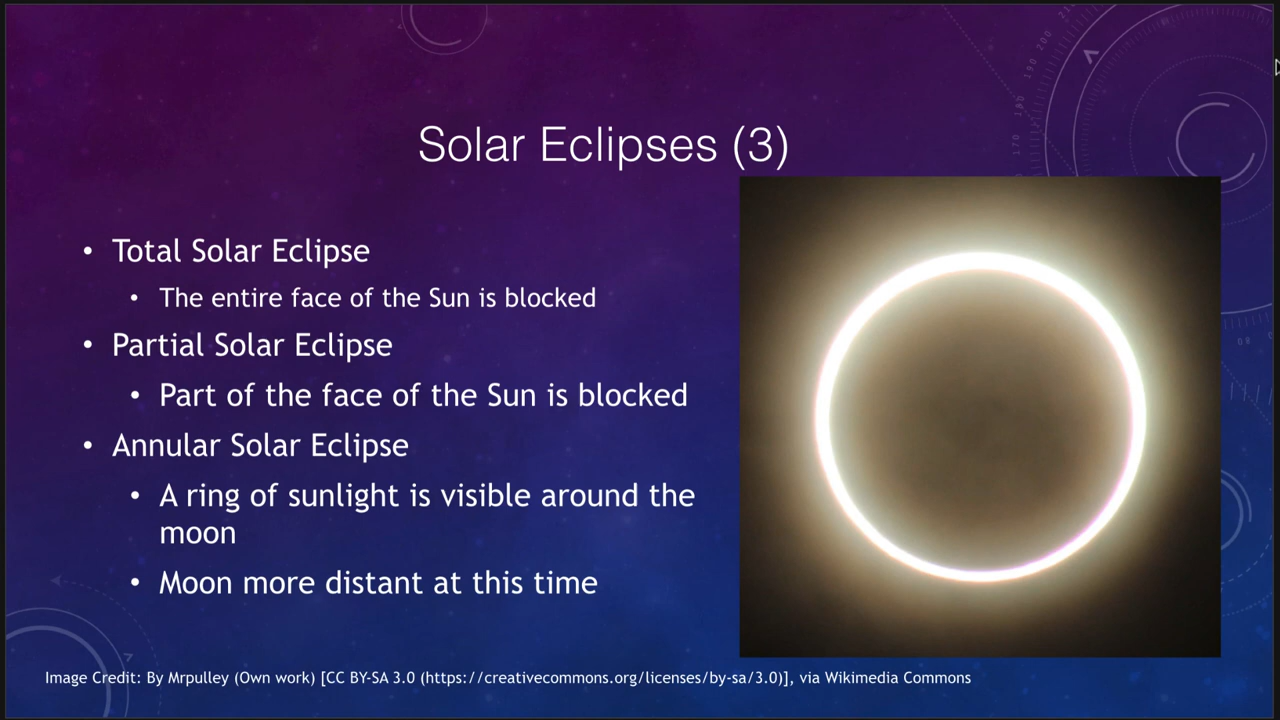 Solar Eclipses (3)
• Total Solar Eclipse
• The entire face of the Sun is blocked
• Partial Solar Eclipse
• Part of the face of the Sun is blocked
• Annular Solar Eclipse
• A ring of sunlight is visible around the
moon
• Moon more distant at this time
Image Credit: By Mrpulley (Own work) [CC BY-SA 3.0 (https://creativecommons.org/licenses/by-sa/3.0)], via Wikimedia Commons